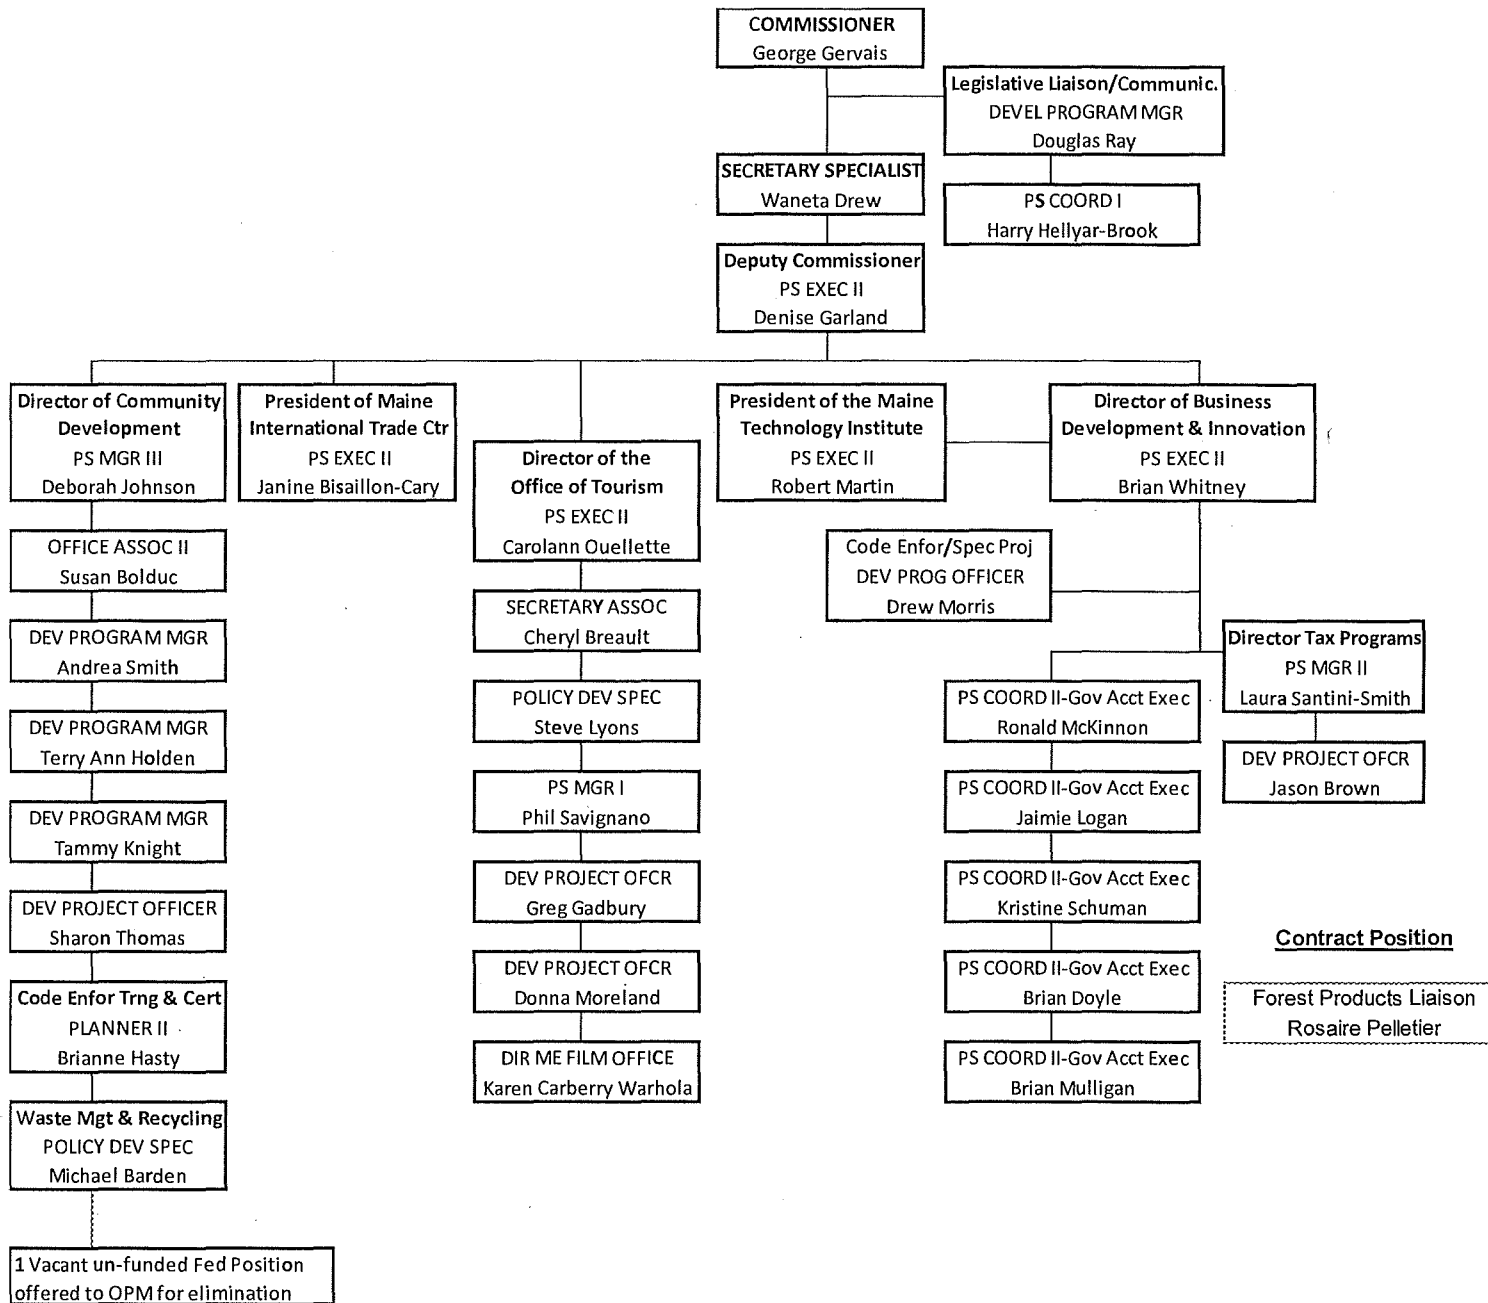 COMMISSIONER
George Gervais
Legislative Liaison/Communic.
DEVEL PROGRAM MGR
Douglas Ray
SECRETARY SPECIALIST
Waneta Drew
PS COORD I
Harry Hellyar-Brook
Deputy Commissioner
PS EXEC II
Denise Garland
Director of Community
Development
PS MGR III
Deborah Johnson
President of Maine
International Trade Ctr
PS EXEC II
Janine Bisaillon-Cary
Director of the
Office of Tourism
PS EXEC II
Carolann Ouellette
President of the Maine
Technology Institute
PS EXEC II
Robert Martin
Director of Business
Development & Innovation
PS EXEC II
Brian Whitney
OFFICE ASSOC II
Susan Bolduc
DEV PROGRAM MGR
Andrea Smith
DEV PROGRAM MGR
Terry Ann Holden
DEV PROGRAM MGR
Tammy Knight
DEV PROJECT OFFICER
Sharon Thomas
Code Enfor Trng & Cert
PLANNER II
Brianne Hasty
Waste Mgt & Recycling
POLICY DEV SPEC
Michael Barden
1 Vacant un-funded Fed Position
offered to OPM for elimination
SECRETARY ASSOC
Cheryl Breault
POLICY DEV SPEC
Steve Lyons
PS MGR I
Phil Savignano
DEV PROJECT OFCR
Greg Gadbury
DEV PROJECT OFCR
Donna Moreland
DIR ME FILM OFFICE
Karen Carberry Warhola
Code Enfor/Spec Proj
DEV PROG OFFICER
Drew Morris
PS COORD II-Gov Acct Exec
Ronald McKinnon
PS COORD II-Gov Acct Exec
Jaimie Logan
PS COORD II-Gov Acct Exec
Kristine Schuman
PS COORD II-Gov Acct Exec
Brian Doyle
PS COORD II-Gov Acct Exec
Brian Mulligan
Director Tax Programs
PS MGR II
Laura Santini-Smith
DEV PROJECT OFCR
Jason Brown
Contract Position
Forest Products Liaison
Rosaire Pelletier